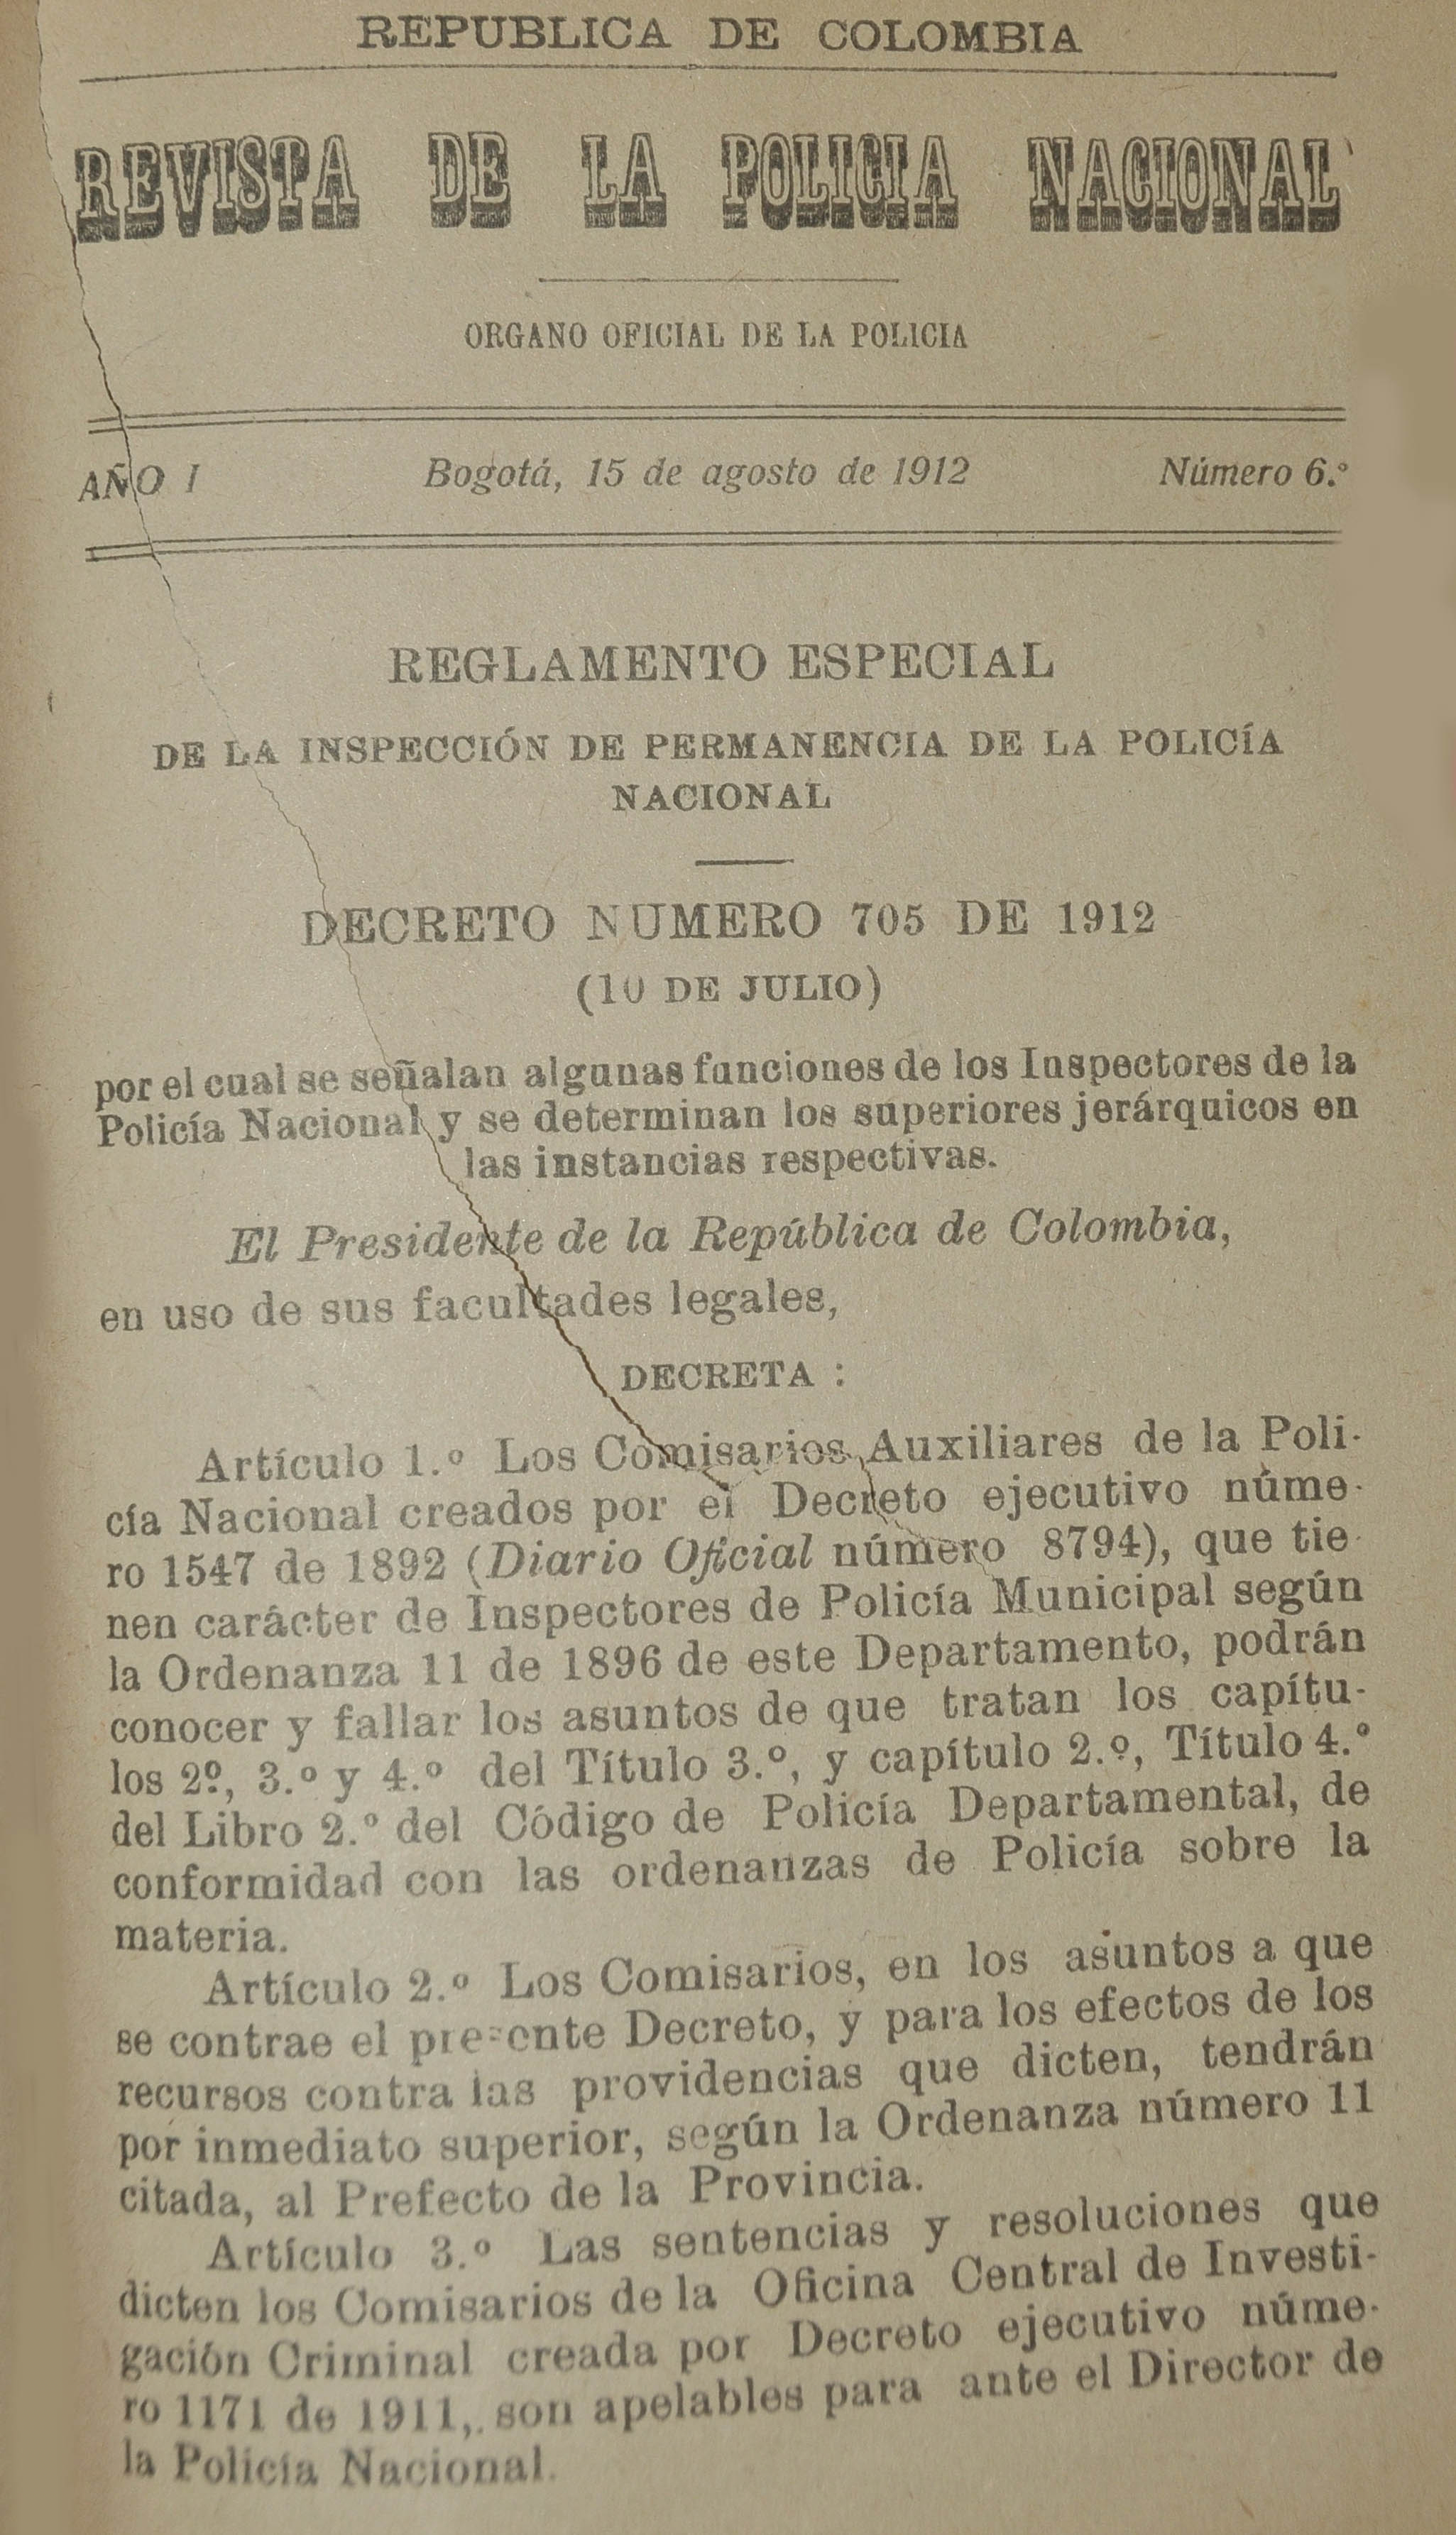 REPUBLICA DE COLOMBIA
REVISTA DE LA POLICIA NACIONAL
ORGANO OFICIAL DE LA POLICIA
AÑO I Bogotá, 15 de agosto de 1912 Número 6.º
REGLAMENTO ESPECIAL
DE LA INSPECCIÓN DE PERMANENCIA DE LA POLICÍA
NACIONAL
DECRETO NUMERO 705 DE 1912
(10 DE JULIO)
por el cual se señalan algunas funciones de los Inspectores de la
Policía Nacional y se determinan los superiores jerárquicos en
las instancias respectivas.
El Presidente de la República de Colombia,
en uso de sus facultades legales,
DECRETA :
Artículo 1.º Los Comisarios Auxiliares de la Poli-
cía Nacional creados por el Decreto ejecutivo núme-
ro 1547 de 1892 (Diario Oficial número 8794), que tie-
nen carácter de Inspectores de Policía Municipal según
la Ordenanza 11 de 1896 de este Departamento, podrán
conocer y fallar los asuntos de que tratan los capítu-
los 2º, 3.º y 4.º del Título 3.º, y capítulo 2.º, Título 4.º
del Libro 2.º del Código de Policía Departamental, de
conformidad con las ordenanzas de Policía sobre la
materia.
Artículo 2.º Los Comisarios, en los asuntos a que
se contrae el presente Decreto, y para los efectos de los
recursos contra las providencias que dicten, tendrán
por inmediato superior, según la Ordenanza número 11
citada, al Prefecto de la Provincia.
Artículo 3.º Las sentencias y resoluciones que
dicten los Comisarios de la Oficina Central de Investi-
gación Criminal creada por Decreto ejecutivo núme-
ro 1171 de 1911, son apelables para ante el Director de
la Policía Nacional.